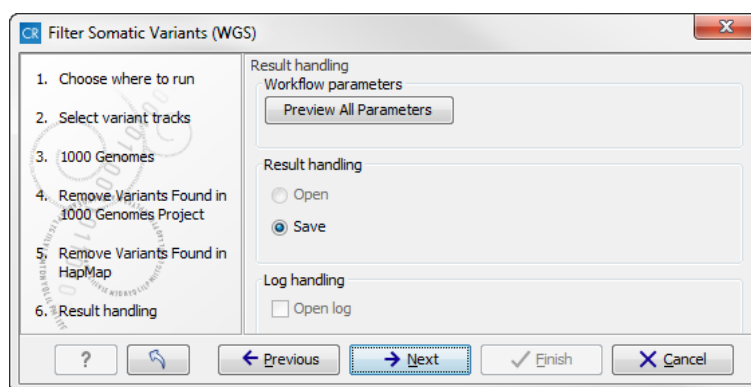 CR Filter Somatic Variants (WGS)
1. Choose where to run
2. Select variant tracks
3. 1000 Genomes
4. Remove Variants Found in
1000 Genomes Project
5. Remove Variants Found in
HapMap
6. Result handling
Result handling
Workflow parameters
Preview All Parameters
Result handling
Open
Save
Log handling
Open log
?
Previous
Next
Finish
Cancel